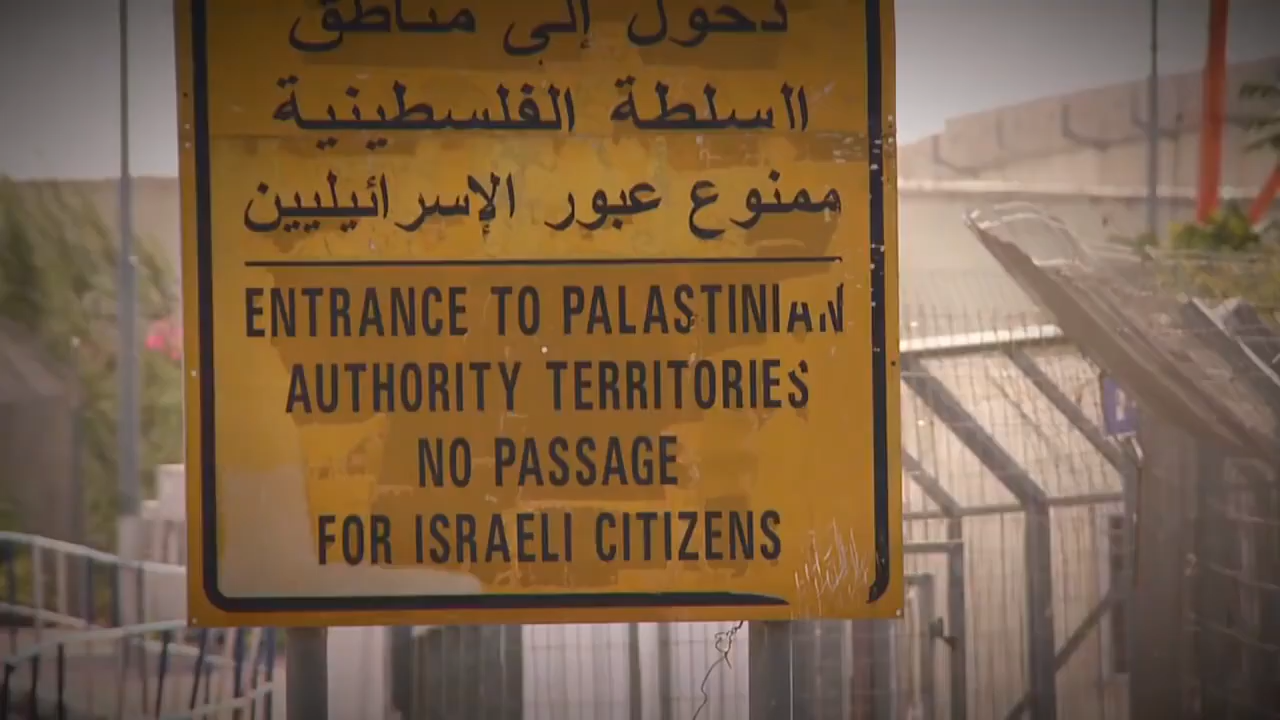 دخول إلى مناطق
السلطة الفلسطينية
ممنوع عبور الإسرائيليين
ENTRANCE TO PALASTINIAN
AUTHORITY TERRITORIES
NO PASSAGE
FOR ISRAELI CITIZENS